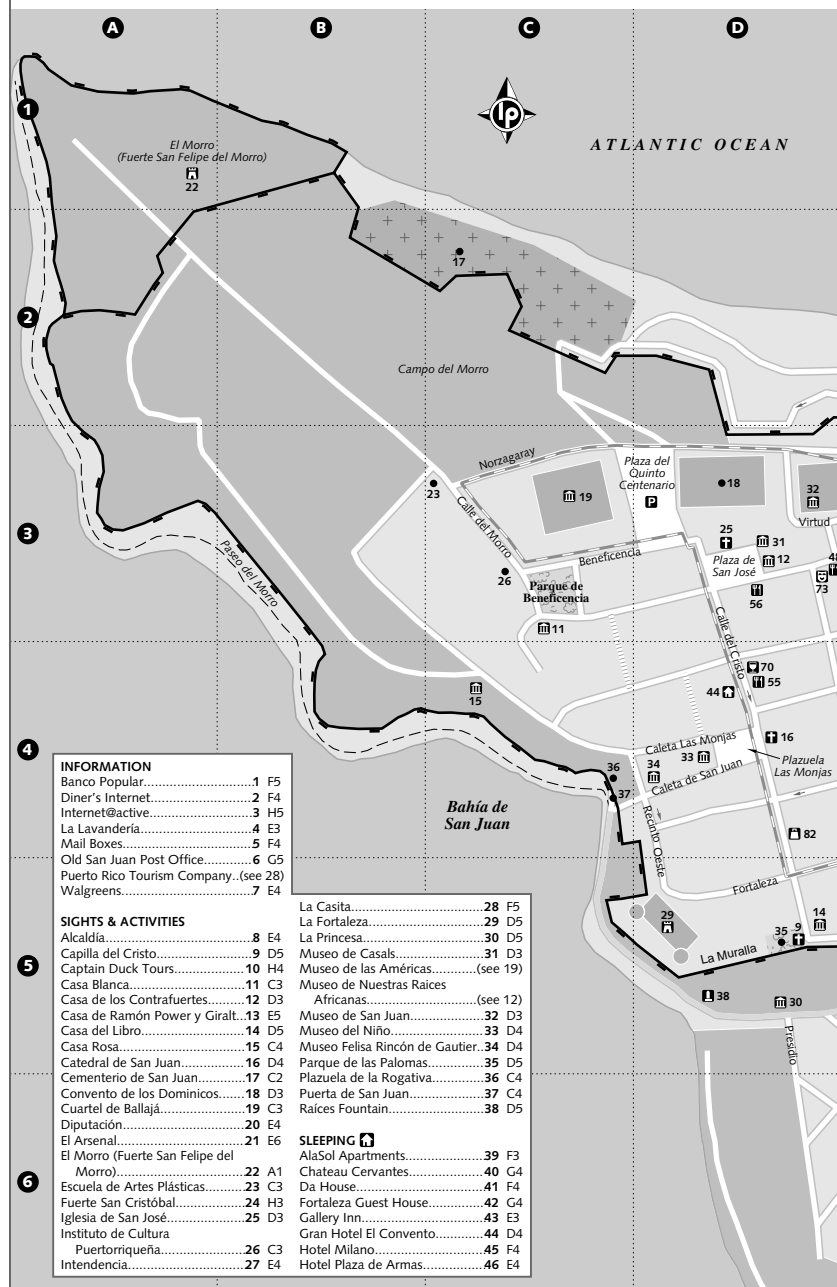 A B C D
1
lp
ATLANTIC OCEAN
El Morro
(Fuerte San Felipe del Morro)
22
17
2
Campo del Morro
Norzagaray
Plaza del
Quinto
Centenario
P
18
32
Virtud
23
19
3
Calle del Morro
25
31
12
Plaza de
San José
48
73
Beneficencia
56
26
Parque de
Beneficencia
11
Paseo del Morro
Calle del Cristo
70
55
44
15
4
Caleta Las Monjas
16
33
34
Caleta de San Juan
Plazuela
Las Monjas
36
37
Bahía de
San Juan
Recinto Oeste
82
Fortaleza
29
14
9
35
La Muralla
5
38
30
Presidio
6
INFORMATION
Banco Popular 1 F5
Diner's Internet 2 F4
Internet@active 3 H5
La Lavandería 4 E3
Mail Boxes 5 F4
Old San Juan Post Office 6 G5
Puerto Rico Tourism Company..(see 28)
Walgreens 7 E4
SIGHTS & ACTIVITIES
Alcaldía 8 E4
Capilla del Cristo 9 D5
Captain Duck Tours 10 H4
Casa Blanca 11 C3
Casa de los Contrafuertes 12 D3
Casa de Ramón Power y Giralt..13 E5
Casa del Libro 14 D5
Casa Rosa 15 C4
Catedral de San Juan 16 D4
Cementerio de San Juan 17 C2
Convento de los Dominicos 18 D3
Cuartel de Ballajá 19 C3
Diputación 20 E4
El Arsenal 21 E6
El Morro (Fuerte San Felipe del
Morro) 22 A1
Escuela de Artes Plásticas 23 C3
Fuerte San Cristóbal 24 H3
Iglesia de San José 25 D3
Instituto de Cultura
Puertorriqueña 26 C3
Intendencia 27 E4
La Casita 28 F5
La Fortaleza 29 D5
La Princesa 30 D5
Museo de Casals 31 D3
Museo de las Américas (see 19)
Museo de Nuestras Raices
Africanas (see 12)
Museo de San Juan 32 D3
Museo del Niño 33 D4
Museo Felisa Rincón de Gautier..34 D4
Parque de las Palomas 35 D5
Plazuela de la Rogativa 36 C4
Puerta de San Juan 37 C4
Raíces Fountain 38 D5
SLEEPING
AlaSol Apartments 39 F3
Chateau Cervantes 40 G4
Da House 41 F4
Fortaleza Guest House 42 G4
Gallery Inn 43 E3
Gran Hotel El Convento 44 D4
Hotel Milano 45 F4
Hotel Plaza de Armas 46 E4